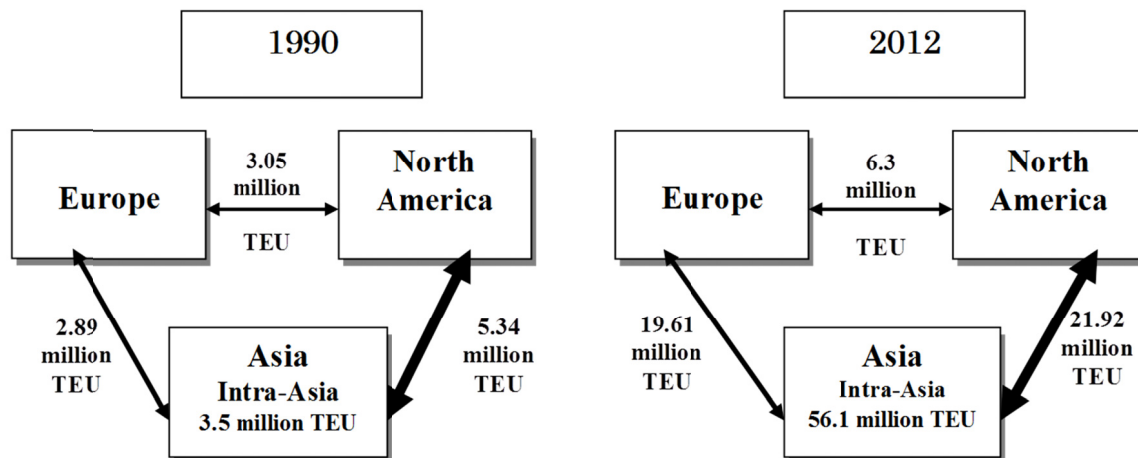 1990
Europe
3.05
million
TEU
North
America
2.89
million
TEU
5.34
million
TEU
Asia
Intra-Asia
3.5 million TEU
2012
Europe
6.3
million
TEU
North
America
19.61
million
TEU
21.92
million
TEU
Asia
Intra-Asia
56.1 million TEU